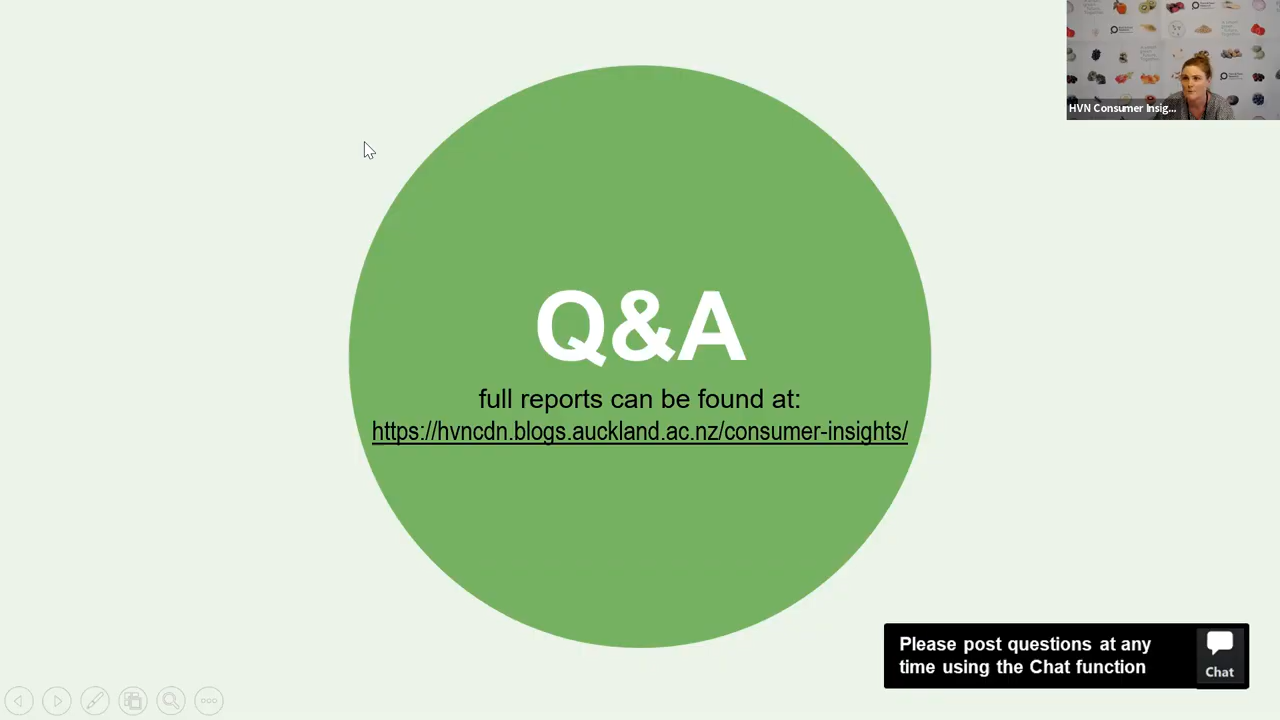 HVN Consumer Insig...
Q&A
full reports can be found at:
https://hvncdn.blogs.auckland.ac.nz/consumer-insights/
Please post questions at any
time using the Chat function
Chat